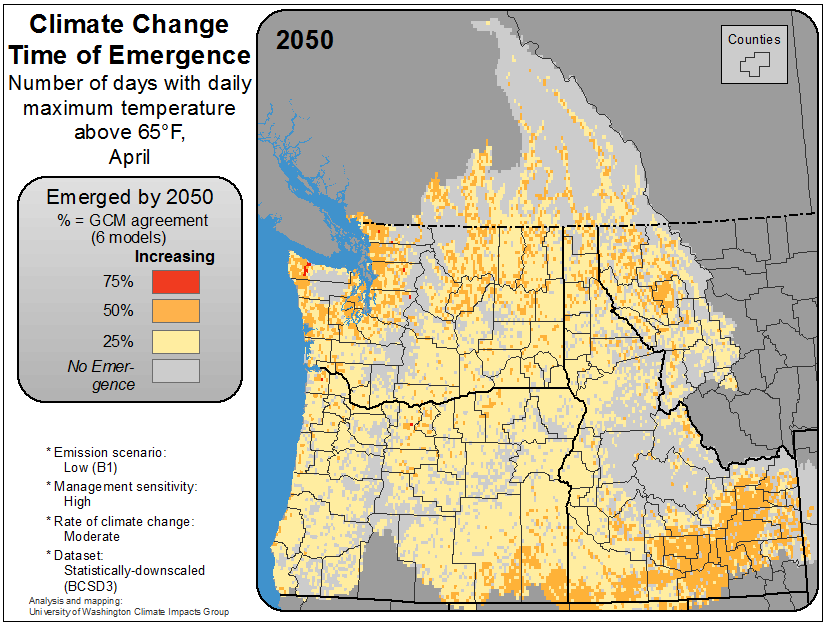 Climate Change
Time of Emergence
Number of days with daily
maximum temperature
above 65°F,
April
Emerged by 2050
% = GCM agreement
(6 models)
Increasing
75%
50%
25%
No Emer-
gence
* Emission scenario:
Low (B1)
* Management sensitivity:
High
* Rate of climate change:
Moderate
* Dataset:
Statistically-downscaled
(BCSD3)
Analysis and mapping:
University of Washington Climate Impacts Group
2050
Counties